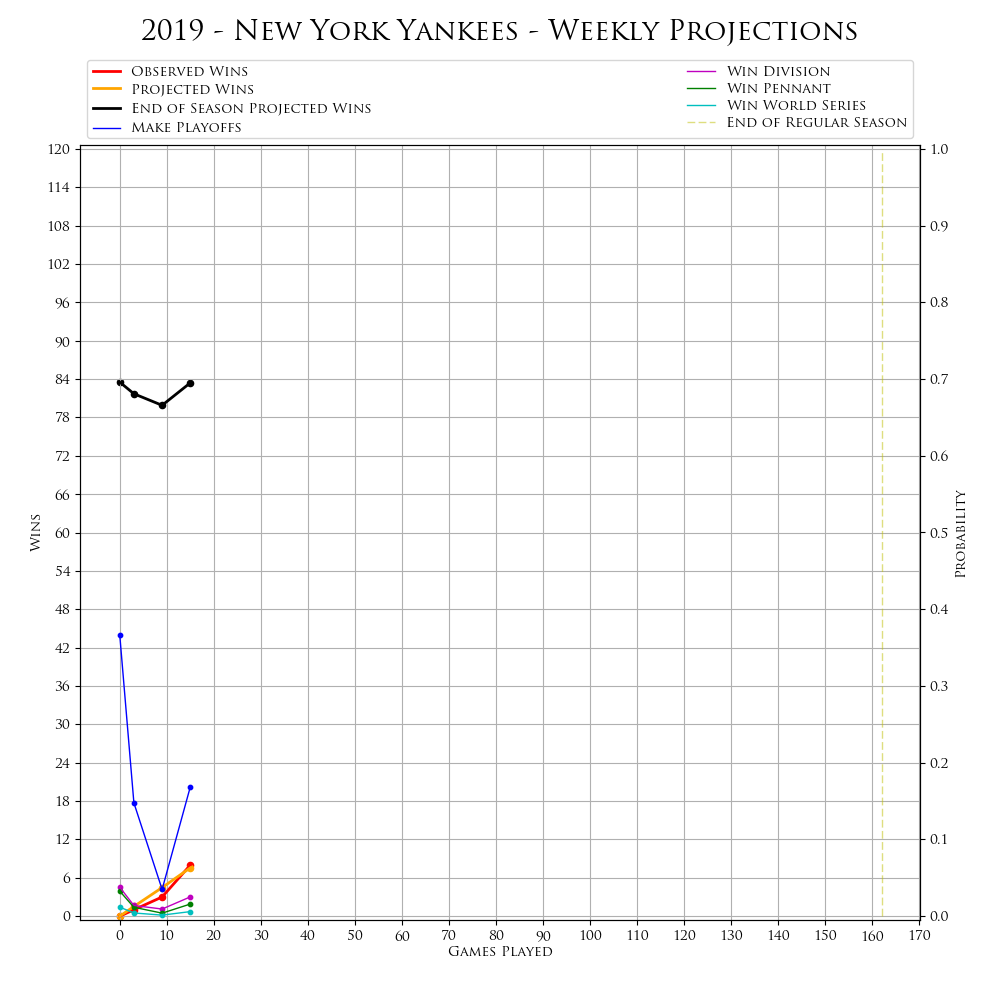 2019 - New York Yankees - Weekly Projections
Observed Wins
Projected Wins
End of Season Projected Wins
Make Playoffs
Win Division
Win Pennant
Win World Series
End of Regular Season
120
114
108
102
96
90
84
78
72
66
60
54
48
42
36
30
24
18
12
6
0
Wins
1.0
0.9
0.8
0.7
0.6
0.5
0.4
0.3
0.2
0.1
0.0
Probability
0 10 20 30 40 50 60 70 80 90 100 110 120 130 140 150 160 170
Games Played